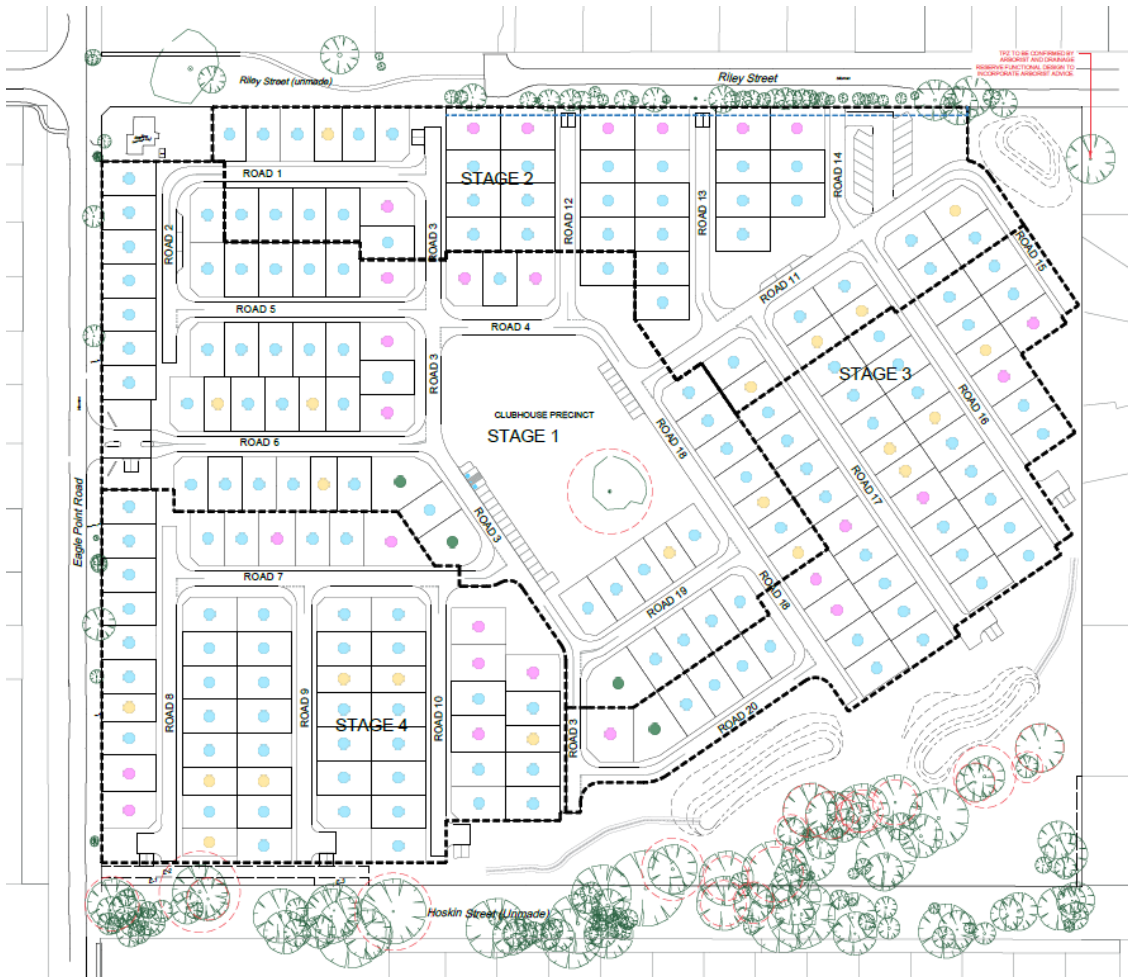 TPZ TO BE CONFIRMED BY
ARBORIST AND DRAINAGE
RESERVE FUNCTIONAL DESIGN TO
INCORPORATE ARBORIST ADVICE.
Riley Street (unmade)
Riley Street
ROAD 1
STAGE 2
ROAD 14
ROAD 2
ROAD 3
ROAD 12
ROAD 13
ROAD 15
ROAD 11
ROAD 5
ROAD 4
ROAD 3
STAGE 3
CLUBHOUSE PRECINCT
STAGE 1
ROAD 18
ROAD 16
ROAD 6
ROAD 17
Eagle Point Road
ROAD 3
ROAD 7
ROAD 19
ROAD 18
ROAD 8
ROAD 9
STAGE 4
ROAD 10
ROAD 3
ROAD 20
Hoskin Street (Unmade)